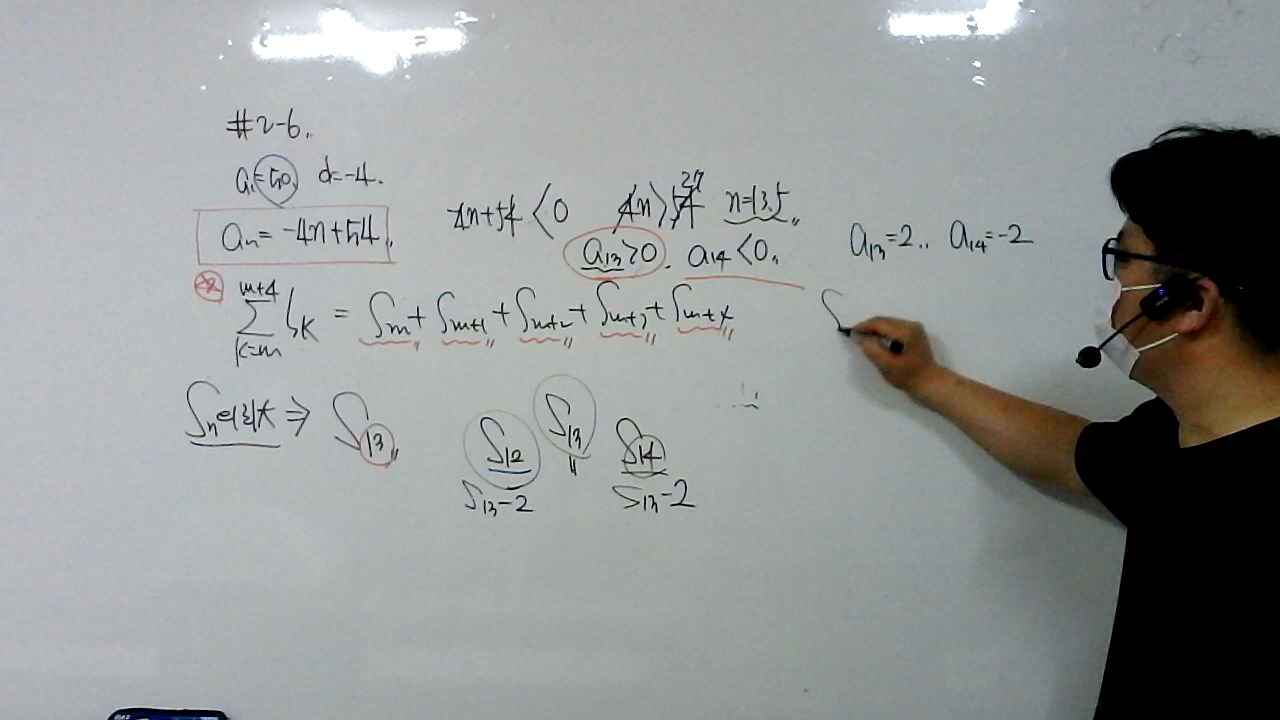 #2-6.
a₁=50, d=-4.
aₙ = -4n+54.
-4n+54 < 0 4n > 54 27 n=13.5
a₁₃>0, a₁₄<0,
a₁₃=2.. a₁₄=-2
m+4
∑ Sₖ = Sₘ + Sₘ₊₁ + Sₘ₊₂ + Sₘ₊₃ + Sₘ₊₄
k=m
Sₙ의최대 ⇒ S₁₃
S₁₂ S₁₃ S₁₄
S₁₃-2 S₁₃-2
S